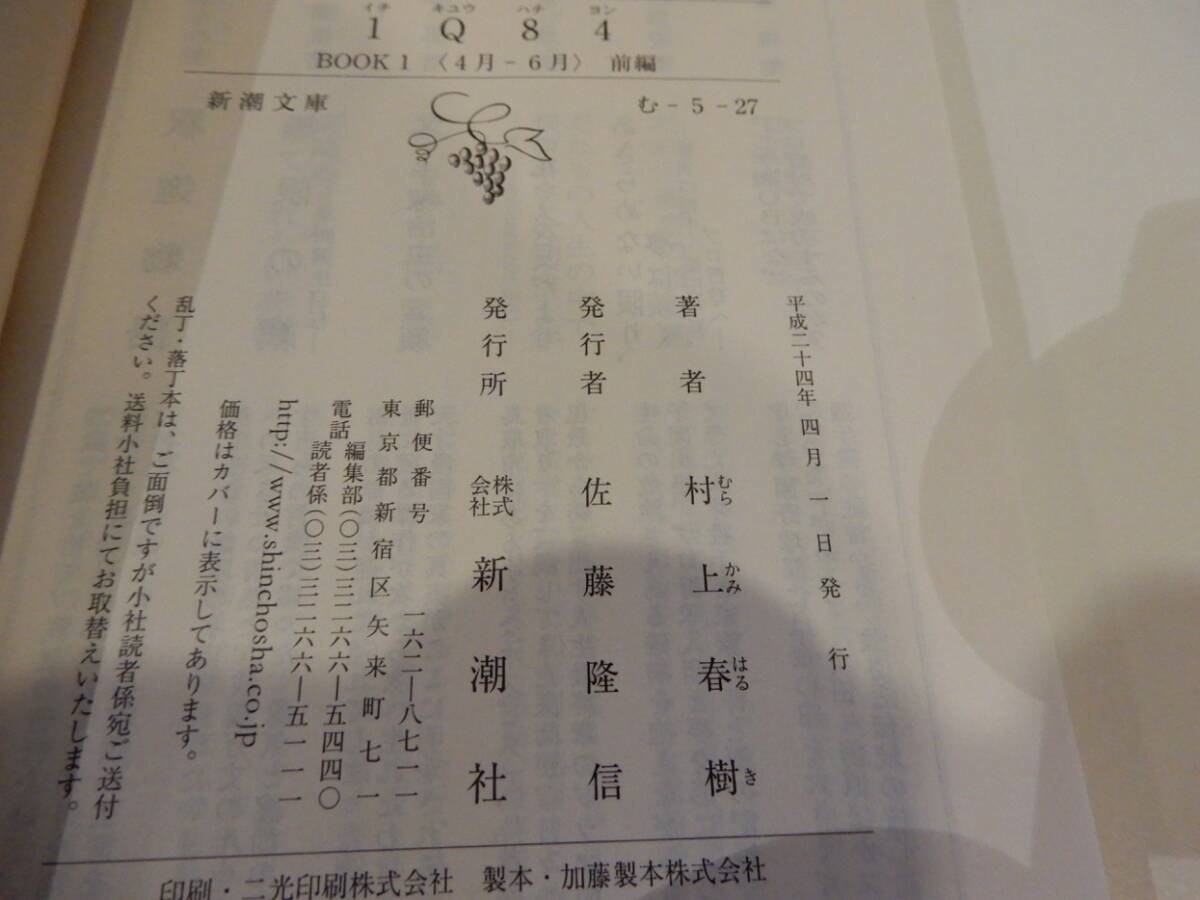 イチ キユウ ハチ ヨン
1 Q 8 4
BOOK 1 〈4月-6月〉 前編
新潮文庫 む-5-27
平成二十四年四月一日発行
著者 村上春樹
むら かみ はる き
発行者 佐藤隆信
発行所 株式会社 新潮社
郵便番号 一六二―八七一一
東京都新宿区矢来町七一
電話 編集部(〇三)三二六六―五四四〇
読者係(〇三)三二六六―五一一一
http://www.shinchosha.co.jp
価格はカバーに表示してあります。
乱丁・落丁本は、ご面倒ですが小社読者係宛ご送付
ください。送料小社負担にてお取替えいたします。
印刷・二光印刷株式会社 製本・加藤製本株式会社